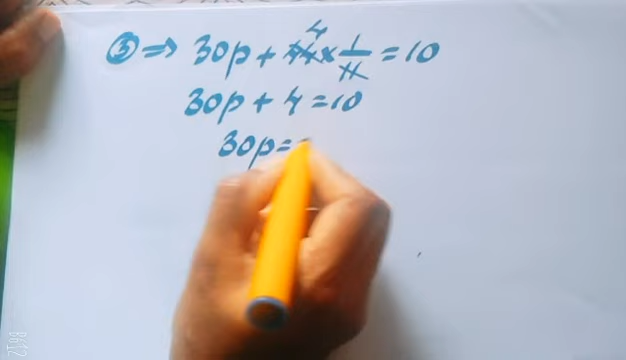 ③ ⇒ 30p + 44 4 × 1/11 = 10
30p + 4 = 10
30p =